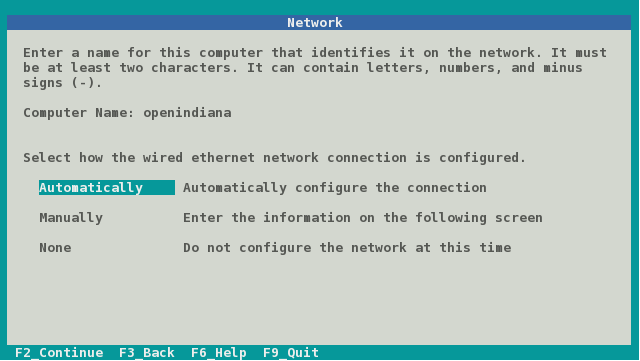 Network
Enter a name for this computer that identifies it on the network. It must
be at least two characters. It can contain letters, numbers, and minus
signs (-).
Computer Name: openindiana
Select how the wired ethernet network connection is configured.
Automatically Automatically configure the connection
Manually Enter the information on the following screen
None Do not configure the network at this time
F2_Continue F3_Back F6_Help F9_Quit